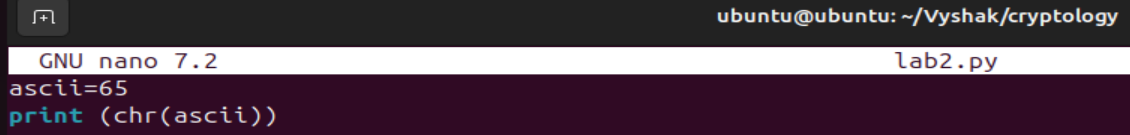 ubuntu@ubuntu: ~/Vyshak/cryptology
GNU nano 7.2 lab2.py
ascii=65
print (chr(ascii))